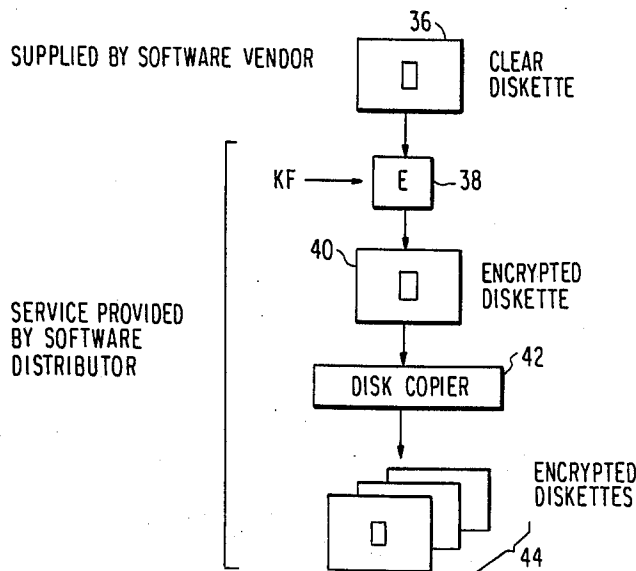 36
SUPPLIED BY SOFTWARE VENDOR
CLEAR
DISKETTE
KF
E
38
40
ENCRYPTED
DISKETTE
SERVICE PROVIDED
BY SOFTWARE
DISTRIBUTOR
42
DISK COPIER
ENCRYPTED
DISKETTES
44